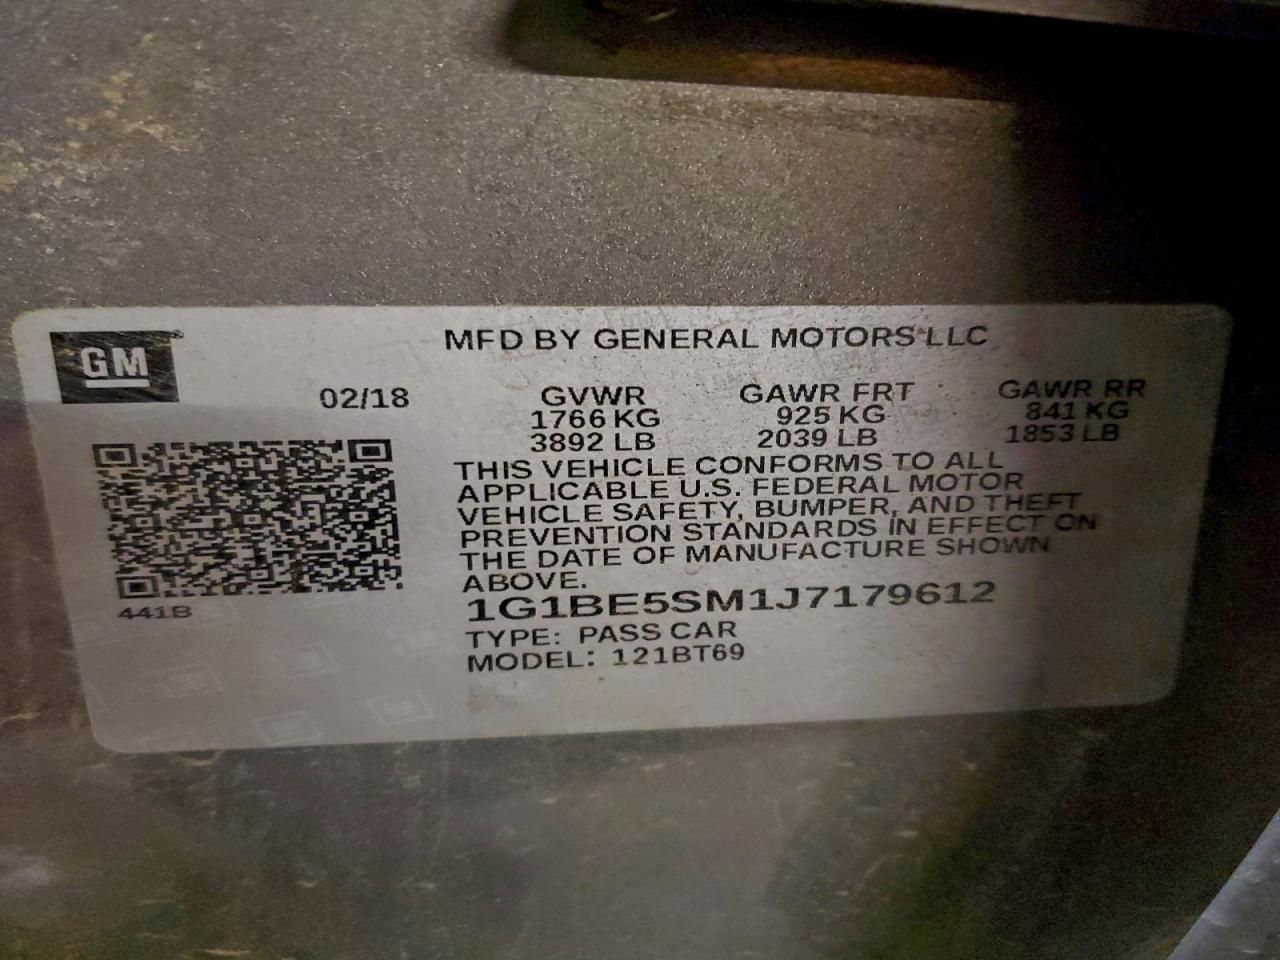 GM
MFD BY GENERAL MOTORS LLC
02/18 GVWR GAWR FRT GAWR RR
1766 KG 925 KG 841 KG
3892 LB 2039 LB 1853 LB
THIS VEHICLE CONFORMS TO ALL
APPLICABLE U.S. FEDERAL MOTOR
VEHICLE SAFETY, BUMPER, AND THEFT
PREVENTION STANDARDS IN EFFECT ON
THE DATE OF MANUFACTURE SHOWN
ABOVE.
441B
1G1BE5SM1J7179612
TYPE: PASS CAR
MODEL: 121BT69